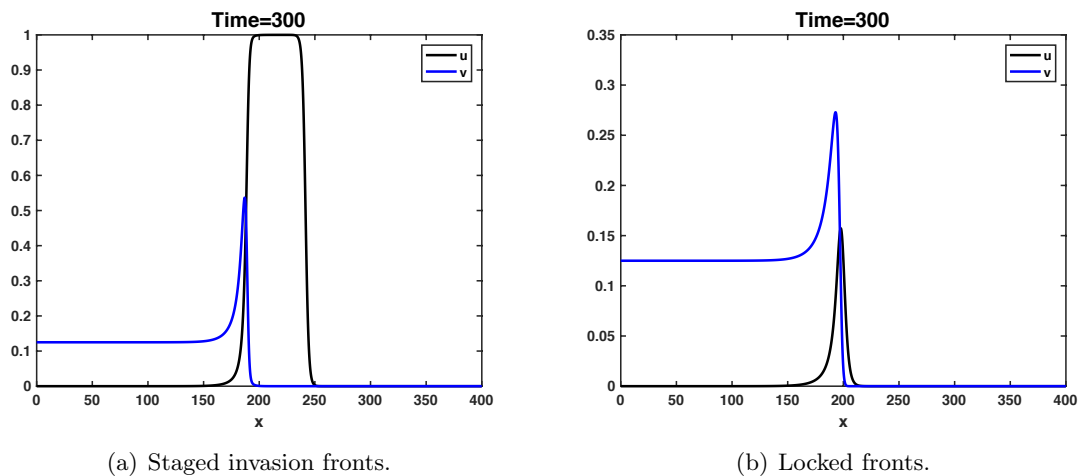 Time=300
1
0.9
0.8
0.7
0.6
0.5
0.4
0.3
0.2
0.1
0
0 50 100 150 200 250 300 350 400
x
u
v
(a) Staged invasion fronts.
Time=300
0.35
0.3
0.25
0.2
0.15
0.1
0.05
0
0 50 100 150 200 250 300 350 400
x
u
v
(b) Locked fronts.